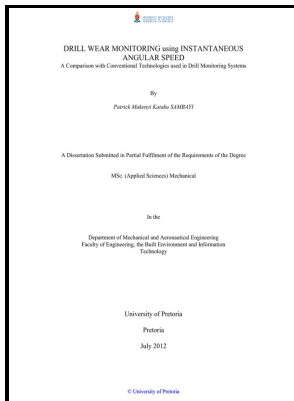 DRILL WEAR MONITORING using INSTANTANEOUS
ANGULAR SPEED
A Comparison with Conventional Technologies used in Drill Monitoring Systems
By
Patrick Mukenyi Kataku SAMBAYI
A Dissertation Submitted in Partial Fulfilment of the Requirements of the Degree
MSc. (Applied Sciences) Mechanical
In the
Department of Mechanical and Aeronautical Engineering
Faculty of Engineering, the Built Environment and Information
Technology
University of Pretoria
Pretoria
July 2012
© University of Pretoria